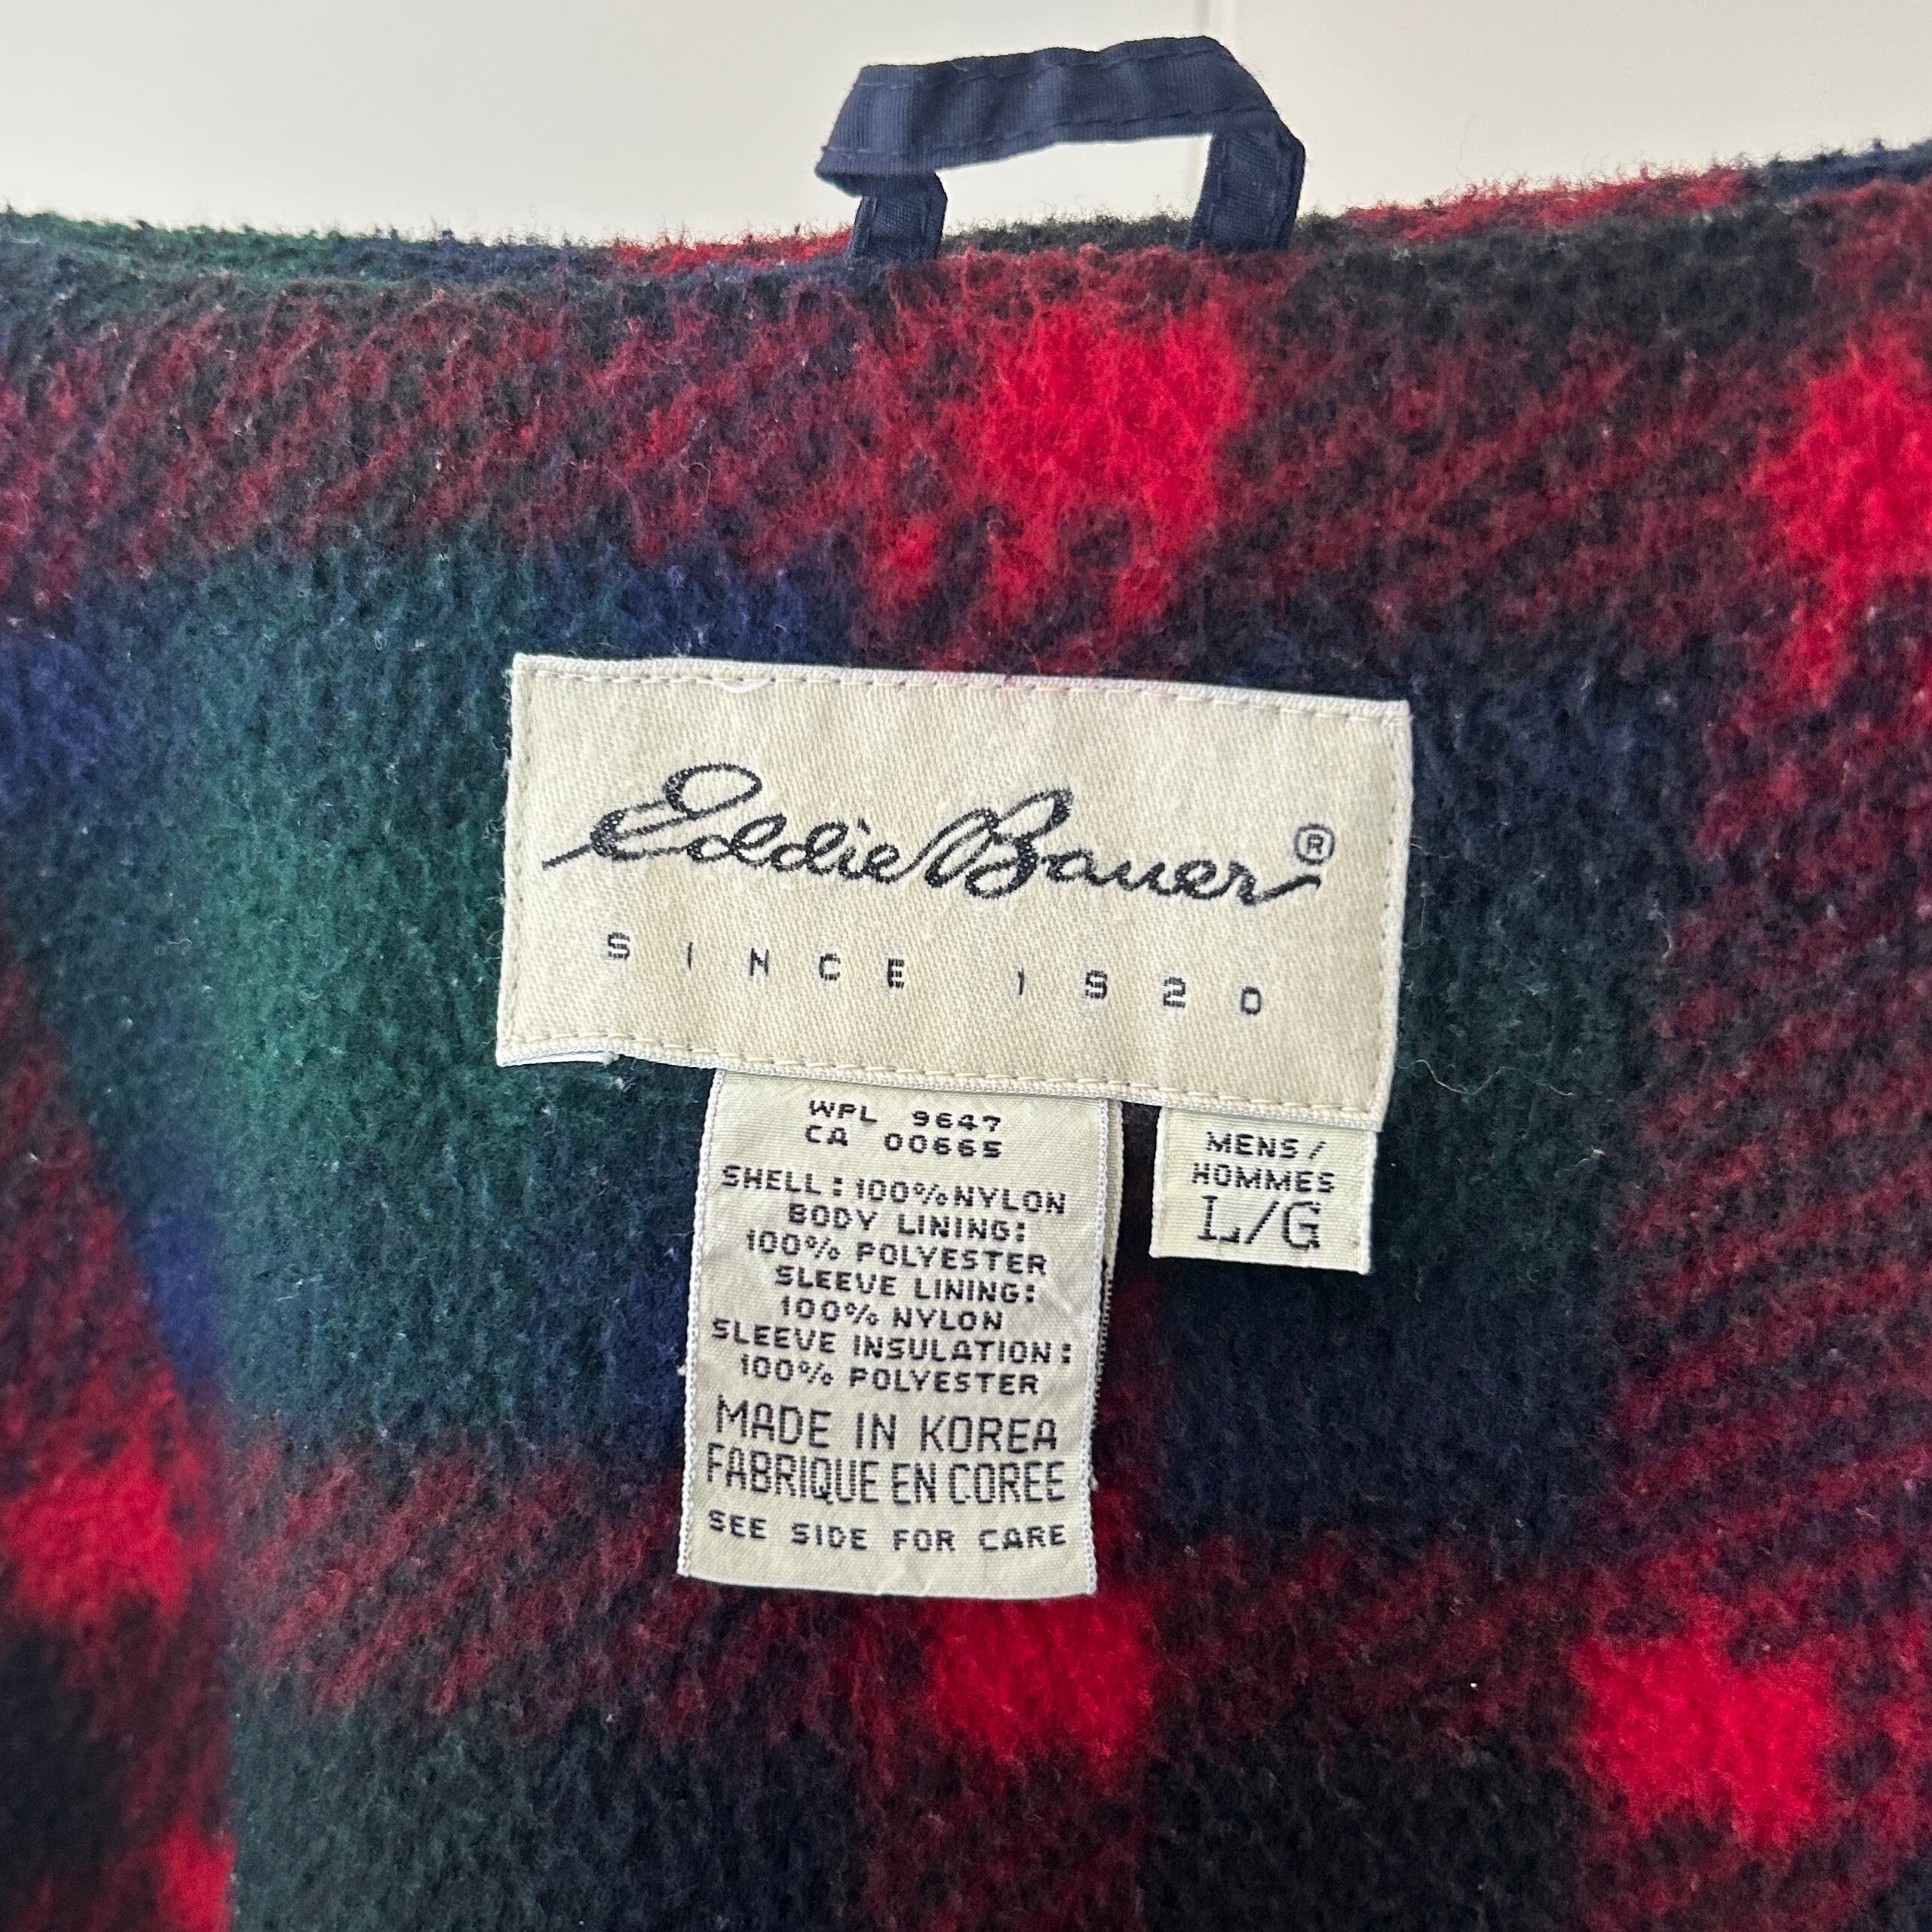 Eddie Bauer®
SINCE 1920
WPL 9647
CA 00665
SHELL: 100% NYLON
BODY LINING:
100% POLYESTER
SLEEVE LINING:
100% NYLON
SLEEVE INSULATION:
100% POLYESTER
MADE IN KOREA
FABRIQUE EN COREE
SEE SIDE FOR CARE
MENS/
HOMMES
L/G